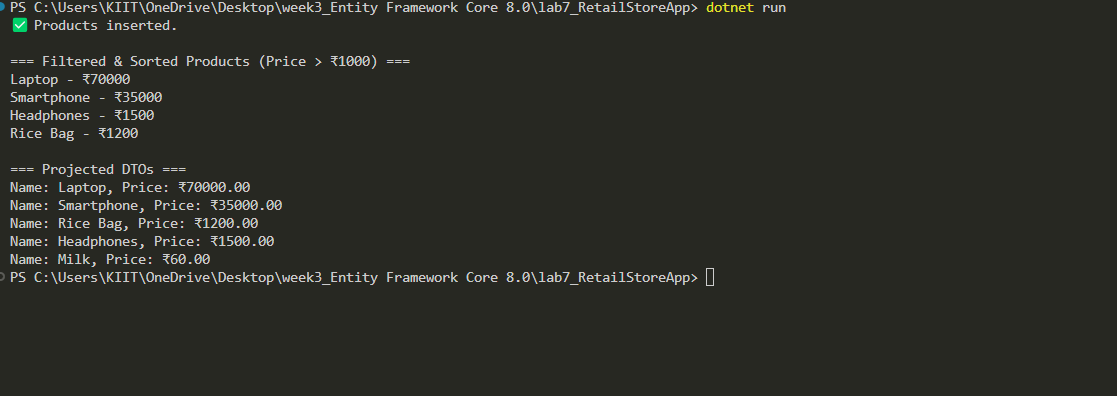 PS C:\Users\KIIT\OneDrive\Desktop\week3_Entity Framework Core 8.0\lab7_RetailStoreApp> dotnet run
✅ Products inserted.
=== Filtered & Sorted Products (Price > ₹1000) ===
Laptop - ₹70000
Smartphone - ₹35000
Headphones - ₹1500
Rice Bag - ₹1200
=== Projected DTOs ===
Name: Laptop, Price: ₹70000.00
Name: Smartphone, Price: ₹35000.00
Name: Rice Bag, Price: ₹1200.00
Name: Headphones, Price: ₹1500.00
Name: Milk, Price: ₹60.00
PS C:\Users\KIIT\OneDrive\Desktop\week3_Entity Framework Core 8.0\lab7_RetailStoreApp>